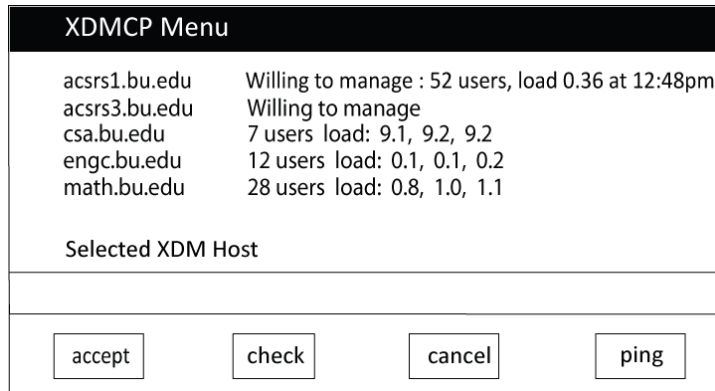 XDMCP Menu
acsrs1.bu.edu Willing to manage : 52 users, load 0.36 at 12:48pm
acsrs3.bu.edu Willing to manage
csa.bu.edu 7 users load: 9.1, 9.2, 9.2
engc.bu.edu 12 users load: 0.1, 0.1, 0.2
math.bu.edu 28 users load: 0.8, 1.0, 1.1
Selected XDM Host
accept check cancel ping